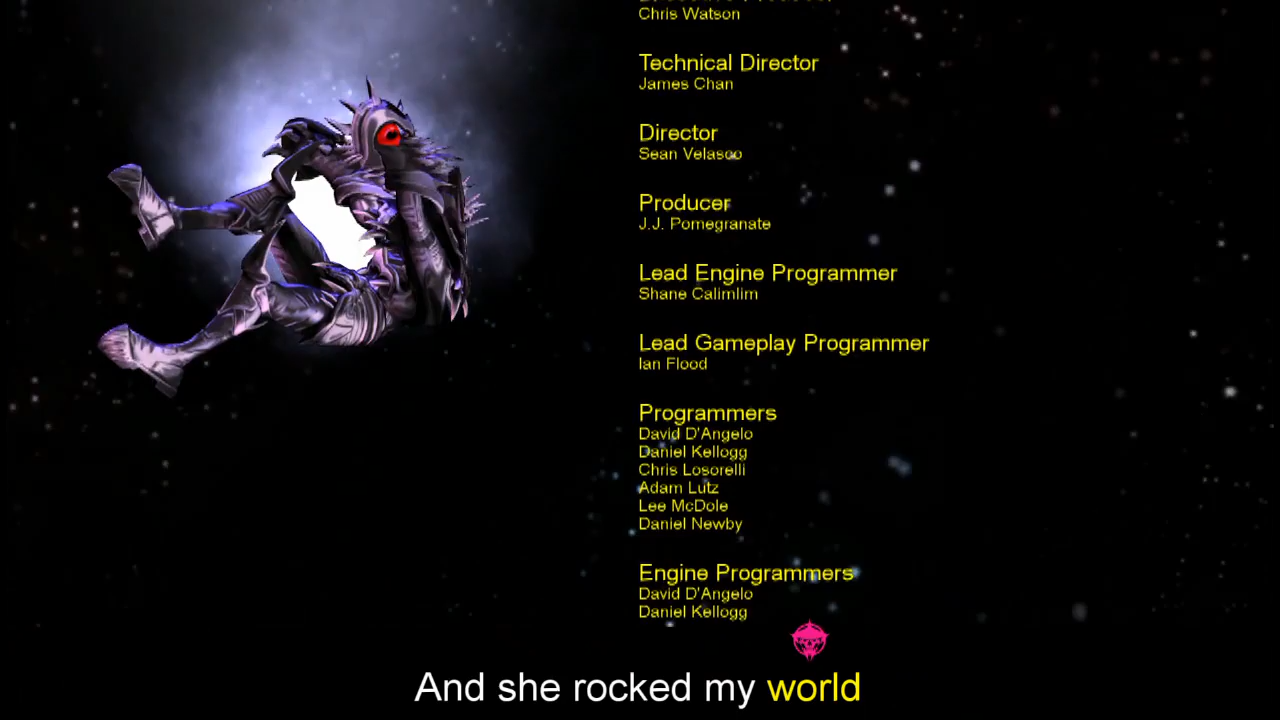 Chris Watson
Technical Director
James Chan
Director
Sean Velasco
Producer
J.J. Pomegranate
Lead Engine Programmer
Shane Calimlim
Lead Gameplay Programmer
Ian Flood
Programmers
David D'Angelo
Daniel Kellogg
Chris Losorelli
Adam Lutz
Lee McDole
Daniel Newby
Engine Programmers
David D'Angelo
Daniel Kellogg
And she rocked my world